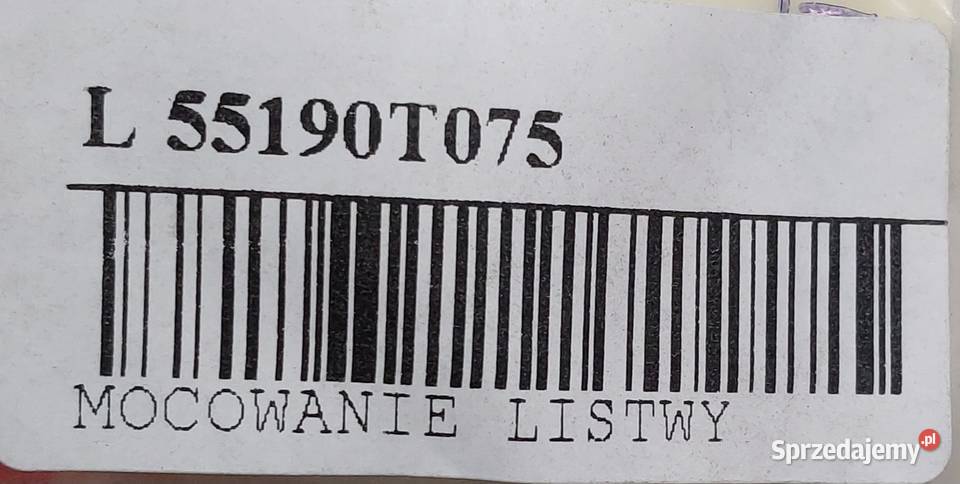 L 55190T075
MOCOWANIE LISTWY
Sprzedajemy.pl